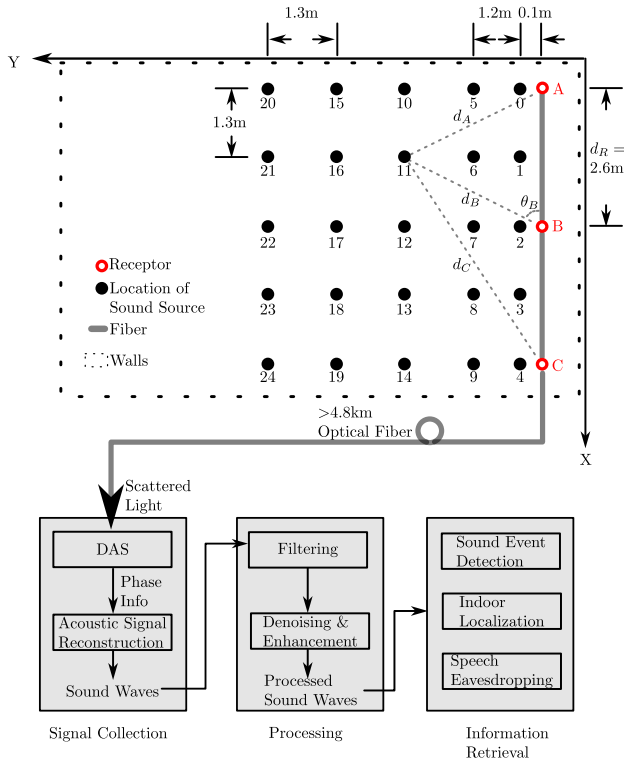 1.3m
1.2m 0.1m
Y
20 15 10 5 0 A
1.3m
d_A
d_R =
2.6m
21 16 11 6 1
d_B
θ_B
22 17 12 7 2 B
d_C
Receptor
Location of
Sound Source
Fiber
Walls
23 18 13 8 3
24 19 14 9 4 C
>4.8km
Optical Fiber
X
Scattered
Light
DAS
Phase
Info
Acoustic Signal
Reconstruction
Sound Waves
Signal Collection
Filtering
Denoising &
Enhancement
Processed
Sound Waves
Processing
Sound Event
Detection
Indoor
Localization
Speech
Eavesdropping
Information
Retrieval